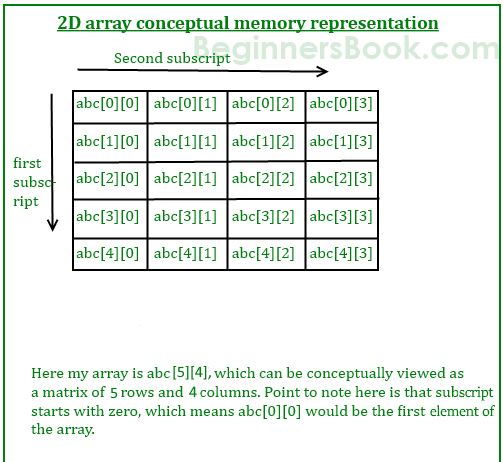 2D array conceptual memory representation
BeginnersBook.com
Second subscript
abc[0][0] abc[0][1] abc[0][2] abc[0][3]
abc[1][0] abc[1][1] abc[1][2] abc[1][3]
first
subsc-
ript
abc[2][0] abc[2][1] abc[2][2] abc[2][3]
abc[3][0] abc[3][1] abc[3][2] abc[3][3]
abc[4][0] abc[4][1] abc[4][2] abc[4][3]
Here my array is abc[5][4], which can be conceptually viewed as
a matrix of 5 rows and 4 columns. Point to note here is that subscript
starts with zero, which means abc[0][0] would be the first element of
the array.